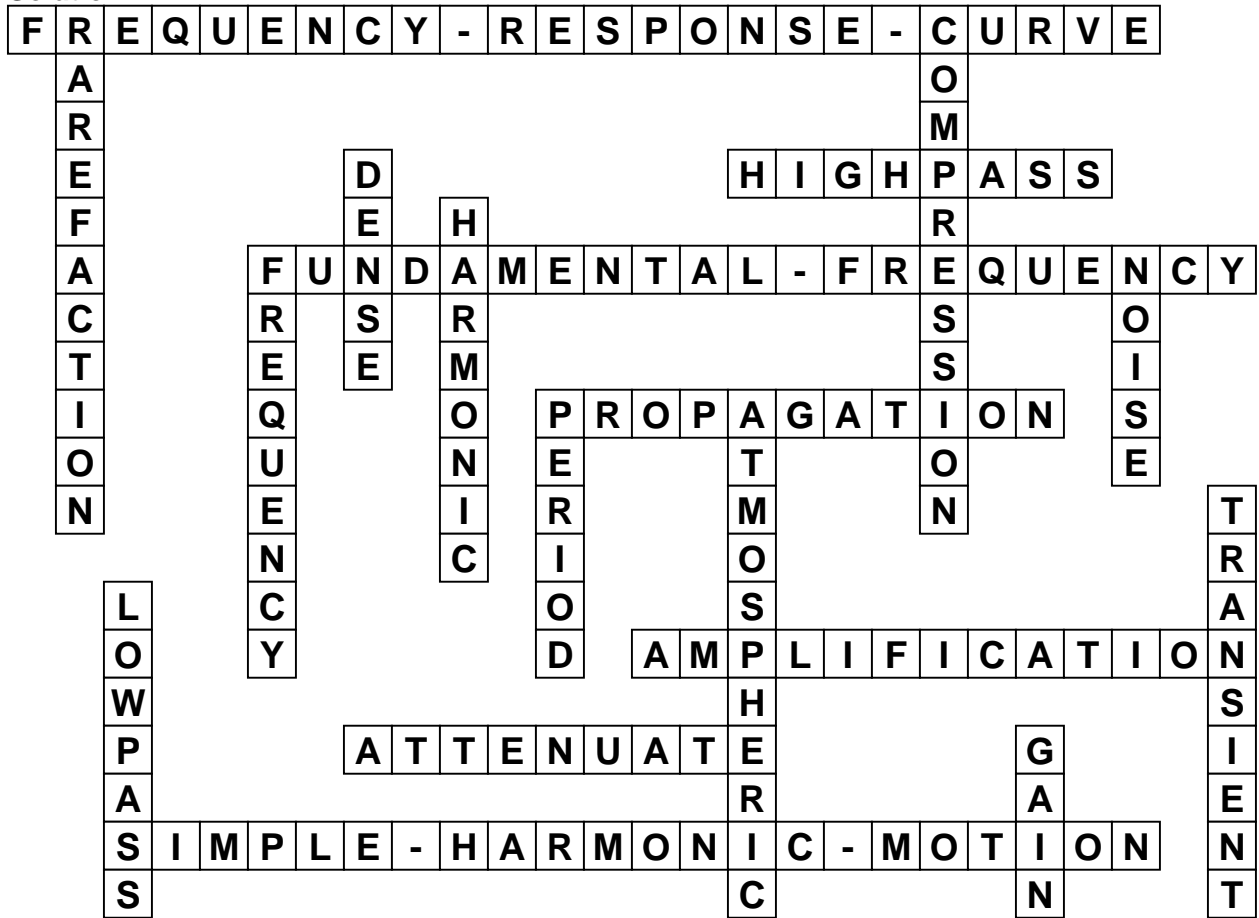 FREQUENCY-RESPONSE-CURVE
RAREFACTION
COMPRESSION
DENSE
HIGHPASS
HARMONIC
FUNDAMENTAL-FREQUENCY
FREQUENCY
NOISE
PROPAGATION
PERIOD
ATMOSPHERIC
TRANSIENT
LOWPASS
AMPLIFICATION
ATTENUATE
GAIN
SIMPLE-HARMONIC-MOTION